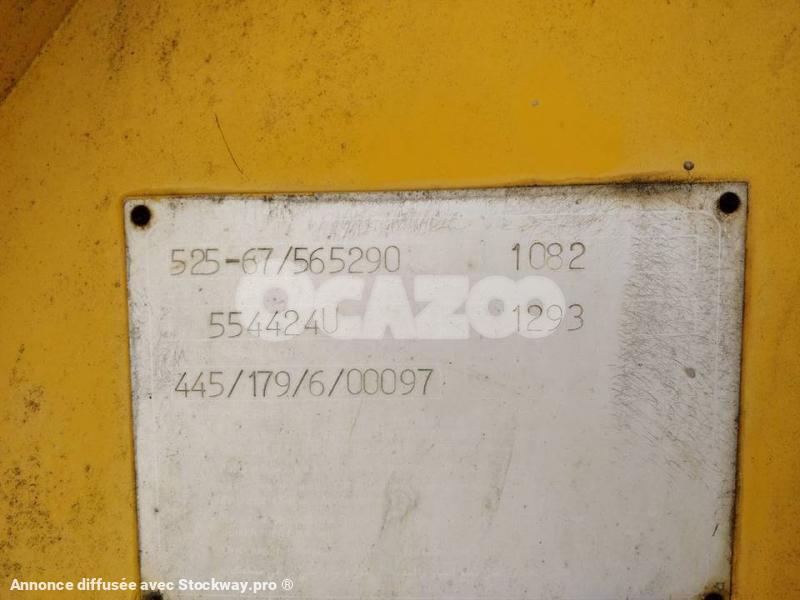 525-67/565290 1082
OCAZOO
554424U 1293
445/179/6/00097
Annonce diffusée avec Stockway.pro ®